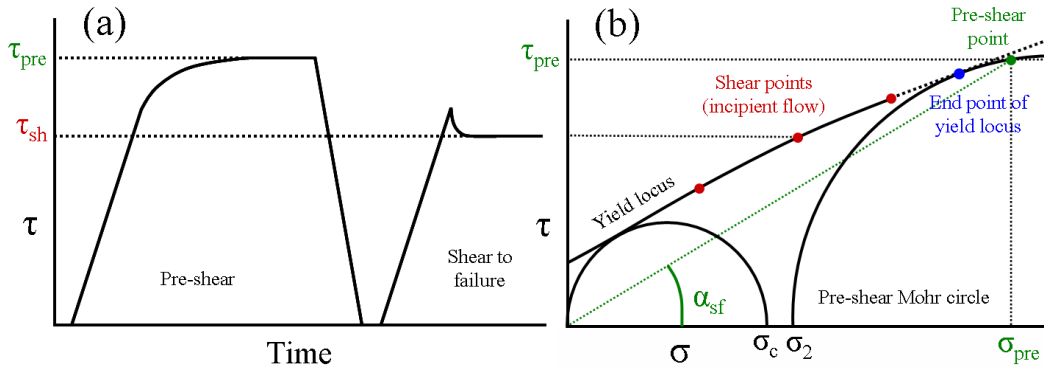 (a)
τpre
τsh
τ
Pre-shear
Shear to
failure
Time
(b)
τpre
τ
Pre-shear
point
Shear points
(incipient flow)
End point of
yield locus
Yield locus
αsf
Pre-shear Mohr circle
σ
σc
σ2
σpre